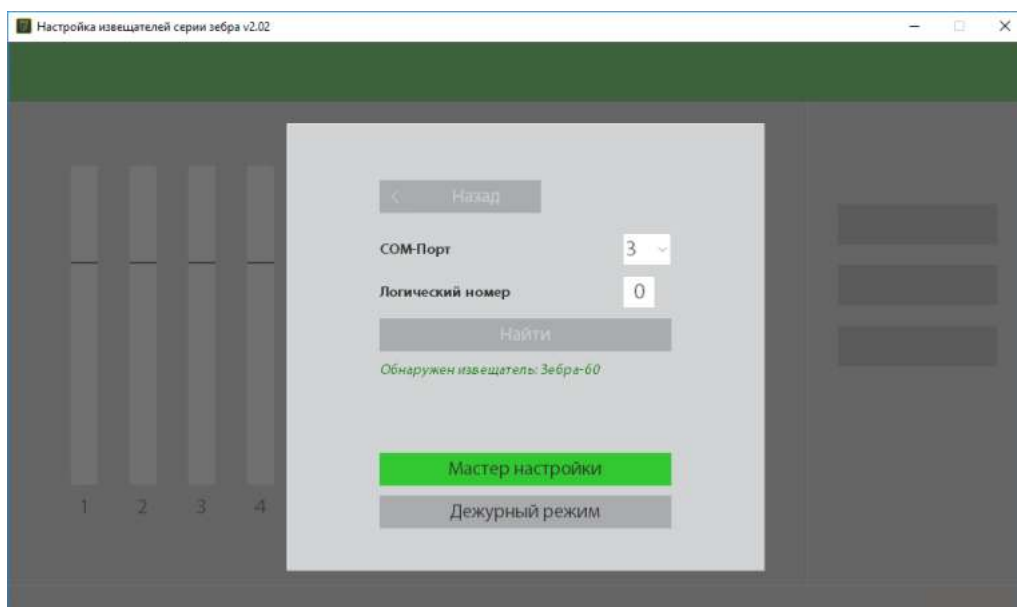 Настройка извещателей серии зебра v2.02
Назад
COM-Порт
3
Логический номер
0
Найти
Обнаружен извещатель: Зебра-60
Мастер настройки
Дежурный режим
1 2 3 4